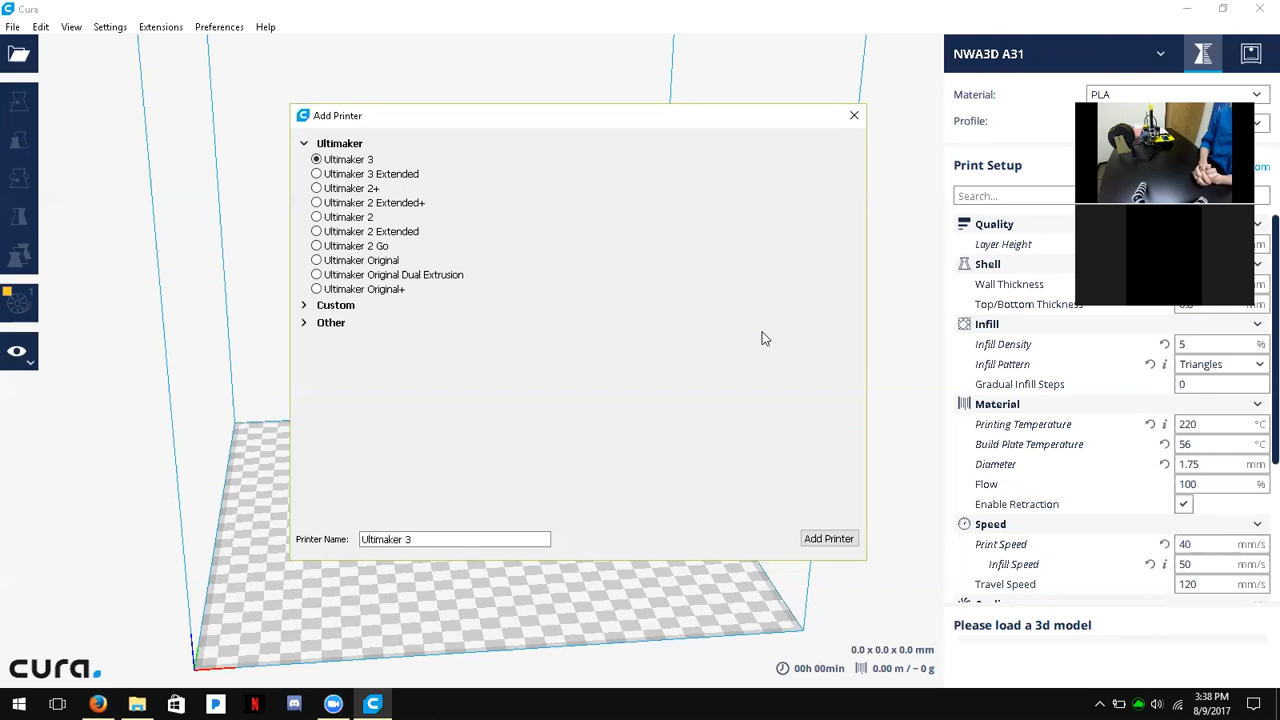 Cura
File Edit View Settings Extensions Preferences Help
NWA3D A31
Material: PLA
Profile:
Print Setup
Search...
Quality
Layer Height
Shell
Wall Thickness mm
Top/Bottom Thickness mm
Infill
Infill Density 5 %
Infill Pattern Triangles
Gradual Infill Steps 0
Material
Printing Temperature 220 °C
Build Plate Temperature 56 °C
Diameter 1.75 mm
Flow 100 %
Enable Retraction
Speed
Print Speed 40 mm/s
Infill Speed 50 mm/s
Travel Speed 120 mm/s
Please load a 3d model
Add Printer
Ultimaker
Ultimaker 3
Ultimaker 3 Extended
Ultimaker 2+
Ultimaker 2 Extended+
Ultimaker 2
Ultimaker 2 Extended
Ultimaker 2 Go
Ultimaker Original
Ultimaker Original Dual Extrusion
Ultimaker Original+
Custom
Other
Printer Name: Ultimaker 3 Add Printer
0.0 x 0.0 x 0.0 mm
00h 00min 0.00 m / ~ 0 g
cura.
3:38 PM
8/9/2017